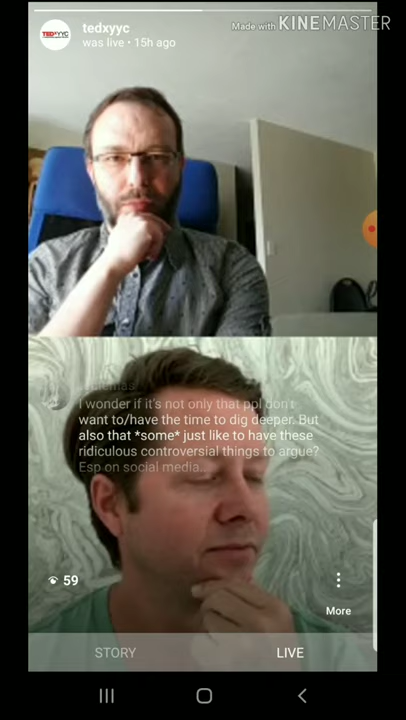 TEDxYYC
tedxyyc
was live • 15h ago
Made with KINEMASTER
I wonder if it's not only that ppl don't
want to/have the time to dig deeper. But
also that *some* just like to have these
ridiculous controversial things to argue?
Esp on social media..
59
More
STORY
LIVE